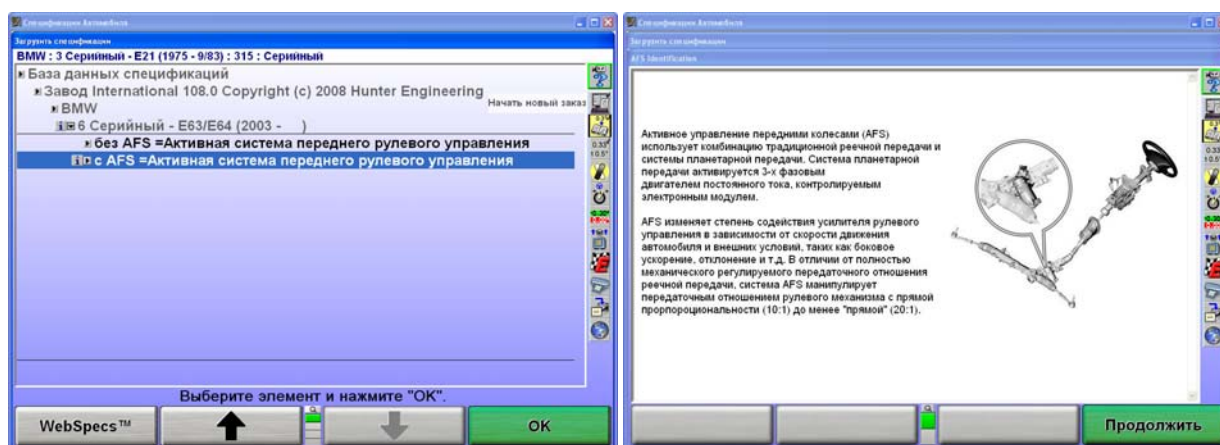 Спецификации Автомобиля
Загрузить спецификации
BMW : 3 Серийный - E21 (1975 - 9/83) : 315 : Серийный
База данных спецификаций
Завод International 108.0 Copyright (c) 2008 Hunter Engineering
Начать новый заказ
BMW
6 Серийный - E63/E64 (2003 - )
без AFS =Активная система переднего рулевого управления
с AFS =Активная система переднего рулевого управления
Выберите элемент и нажмите "OK".
WebSpecs™
OK
Спецификации Автомобиля
Загрузить спецификации
AFS Identification
Активное управление передними колесами (AFS)
использует комбинацию традиционной реечной передачи и
системы планетарной передачи. Система планетарной
передачи активируется 3-х фазовым
двигателем постоянного тока, контролируемым
электронным модулем.
AFS изменяет степень содействия усилителя рулевого
управления в зависимости от скорости движения
автомобиля и внешних условий, таких как боковое
ускорение, отклонение и т.д. В отличии от полностью
механического регулируемого передаточного отношения
реечной передачи, система AFS манипулирует
передаточным отношением рулевого механизма с прямой
прорпороциональности (10:1) до менее "прямой" (20:1).
Продолжить